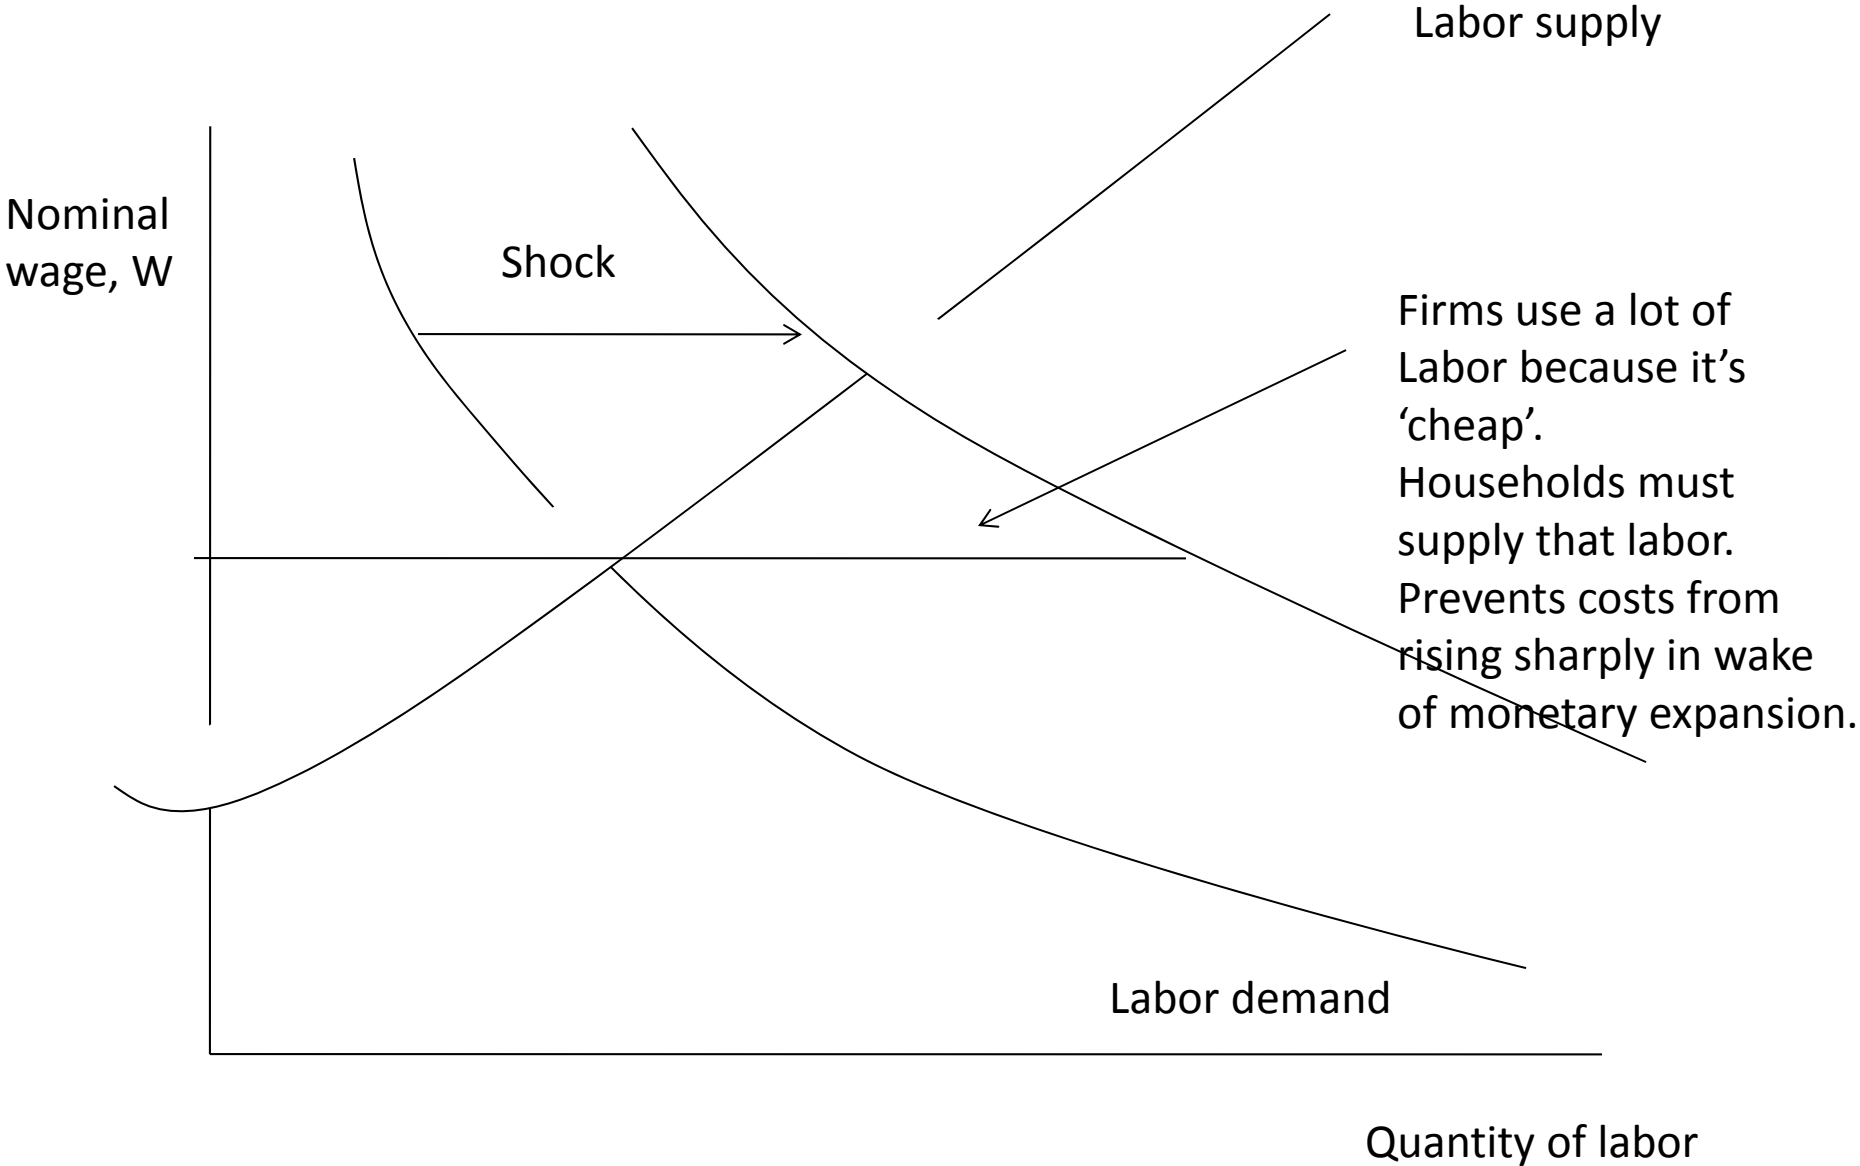 Labor supply
Nominal
wage, W
Shock
Firms use a lot of
Labor because it’s
‘cheap’.
Households must
supply that labor.
Prevents costs from
rising sharply in wake
of monetary expansion.
Labor demand
Quantity of labor